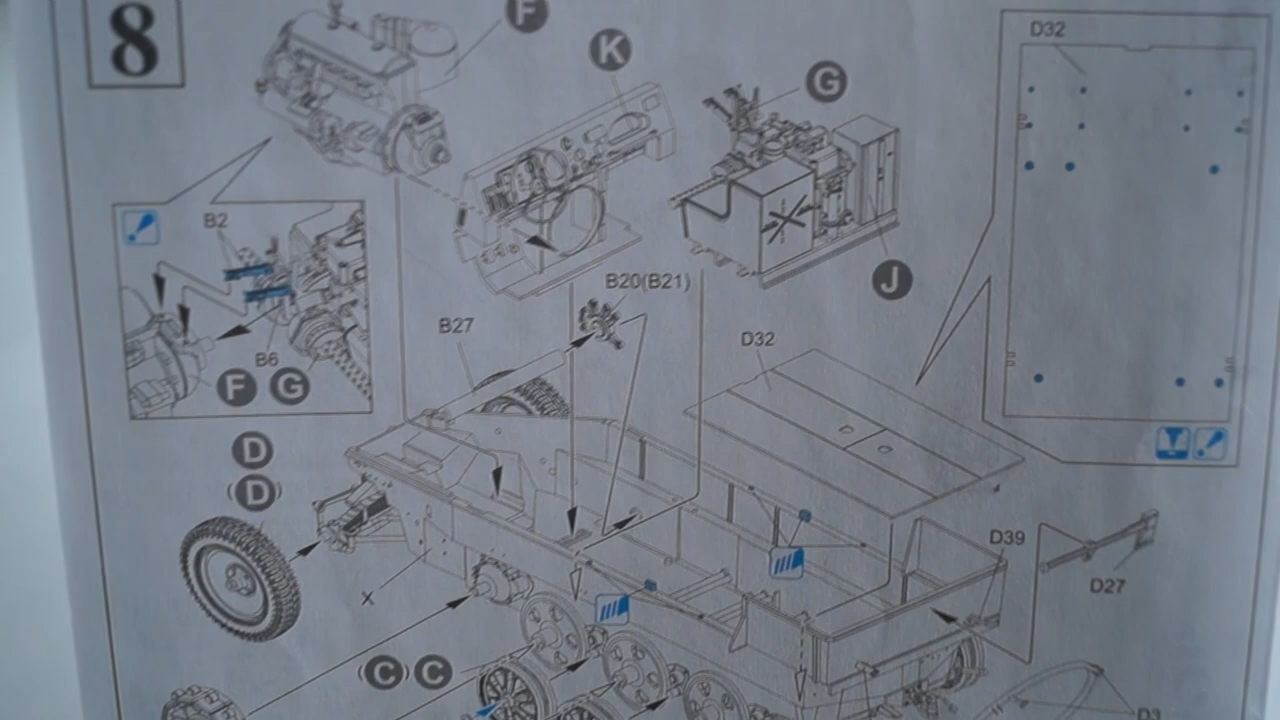 8
F
K
G
D32
B2
J
B20(B21)
B27
D32
B6
F G
D
(D)
D39
D27
X
(C) C
D3